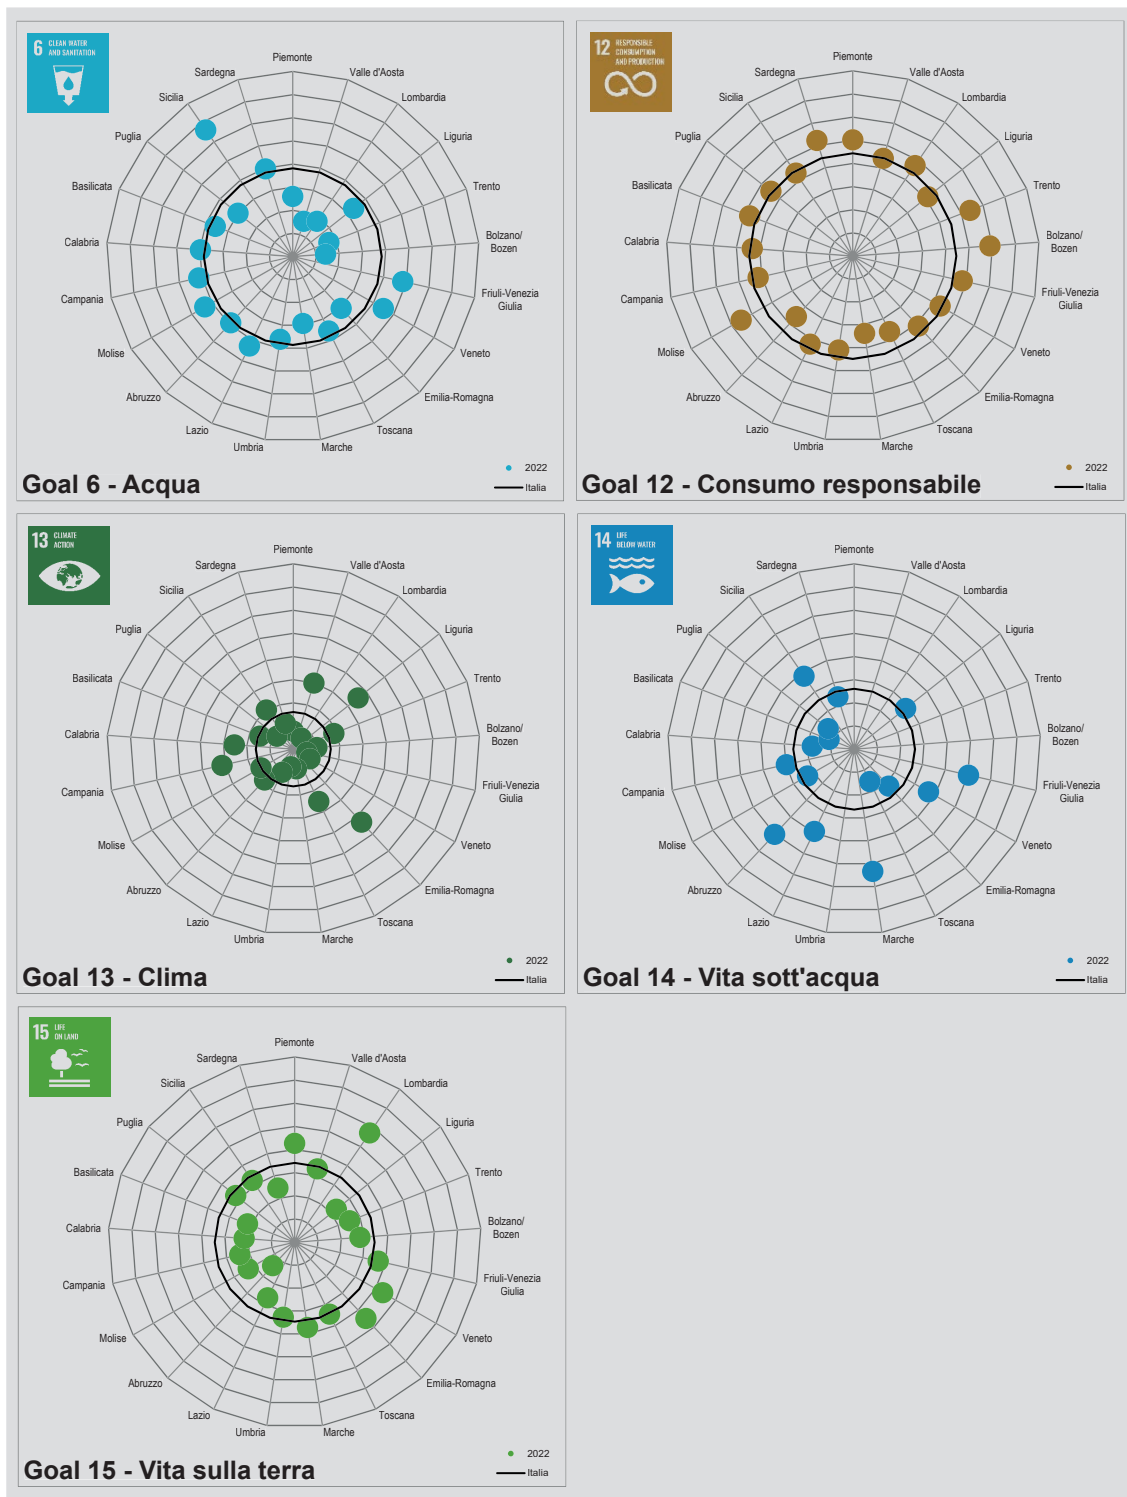 6 CLEAN WATER
AND SANITATION
Piemonte
Valle d'Aosta
Lombardia
Liguria
Trento
Bolzano/
Bozen
Friuli-Venezia
Giulia
Veneto
Emilia-Romagna
Toscana
Marche
Umbria
Lazio
Abruzzo
Molise
Campania
Calabria
Basilicata
Puglia
Sicilia
Sardegna
2022
Italia
Goal 6 - Acqua
12 RESPONSIBLE
CONSUMPTION
AND PRODUCTION
Piemonte
Valle d'Aosta
Lombardia
Liguria
Trento
Bolzano/
Bozen
Friuli-Venezia
Giulia
Veneto
Emilia-Romagna
Toscana
Marche
Umbria
Lazio
Abruzzo
Molise
Campania
Calabria
Basilicata
Puglia
Sicilia
Sardegna
2022
Italia
Goal 12 - Consumo responsabile
13 CLIMATE
ACTION
Piemonte
Valle d'Aosta
Lombardia
Liguria
Trento
Bolzano/
Bozen
Friuli-Venezia
Giulia
Veneto
Emilia-Romagna
Toscana
Marche
Umbria
Lazio
Abruzzo
Molise
Campania
Calabria
Basilicata
Puglia
Sicilia
Sardegna
2022
Italia
Goal 13 - Clima
14 LIFE
BELOW WATER
Piemonte
Valle d'Aosta
Lombardia
Liguria
Trento
Bolzano/
Bozen
Friuli-Venezia
Giulia
Veneto
Emilia-Romagna
Toscana
Marche
Umbria
Lazio
Abruzzo
Molise
Campania
Calabria
Basilicata
Puglia
Sicilia
Sardegna
2022
Italia
Goal 14 - Vita sott'acqua
15 LIFE
ON LAND
Piemonte
Valle d'Aosta
Lombardia
Liguria
Trento
Bolzano/
Bozen
Friuli-Venezia
Giulia
Veneto
Emilia-Romagna
Toscana
Marche
Umbria
Lazio
Abruzzo
Molise
Campania
Calabria
Basilicata
Puglia
Sicilia
Sardegna
2022
Italia
Goal 15 - Vita sulla terra